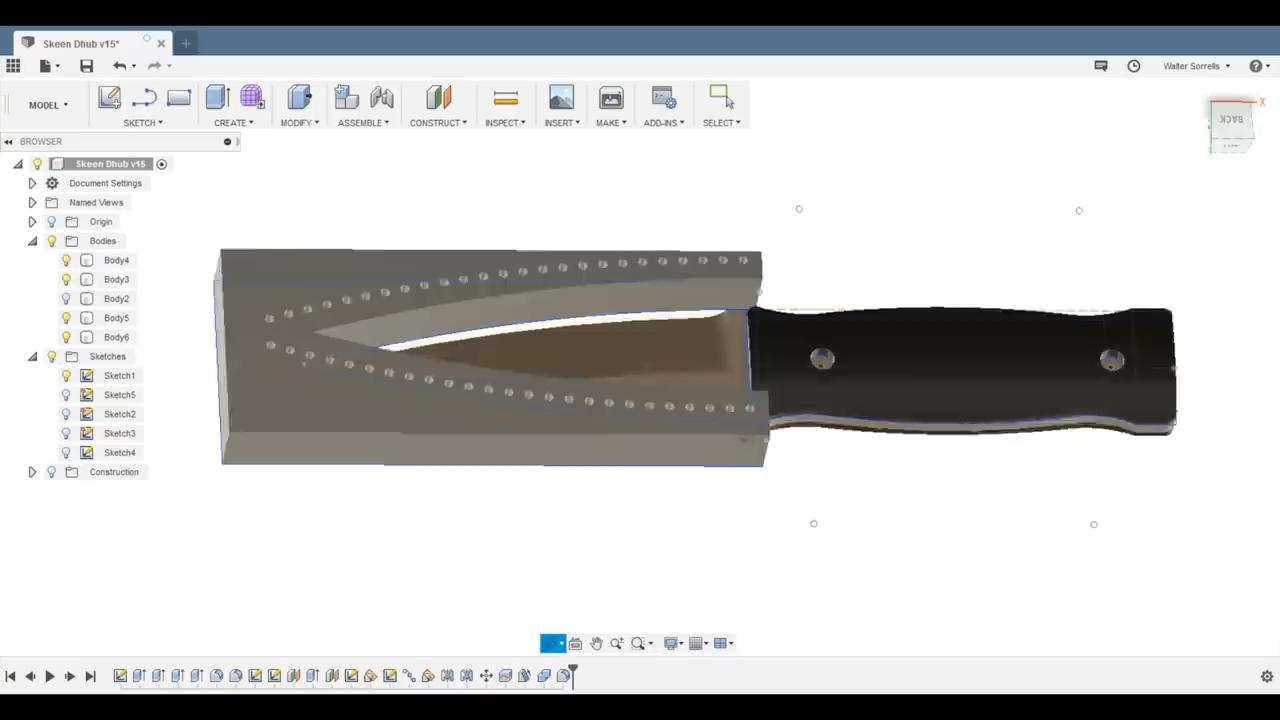 Skeen Dhub v15*
Walter Sorrells
MODEL
SKETCH
CREATE
MODIFY
ASSEMBLE
CONSTRUCT
INSPECT
INSERT
MAKE
ADD-INS
SELECT
X
BACK
BROWSER
Skeen Dhub v15
Document Settings
Named Views
Origin
Bodies
Body4
Body3
Body2
Body5
Body6
Sketches
Sketch1
Sketch5
Sketch2
Sketch3
Sketch4
Construction